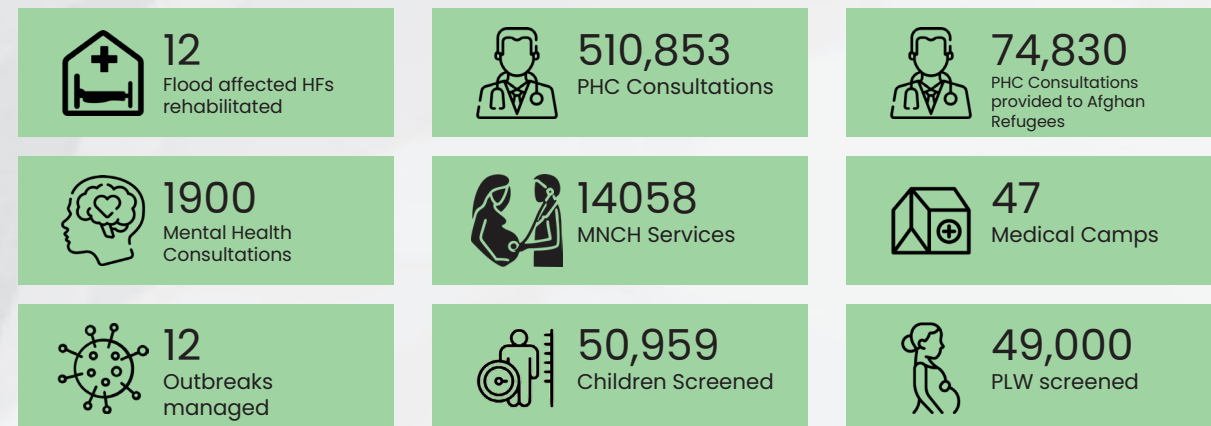 12
Flood affected HFs
rehabilitated
510,853
PHC Consultations
74,830
PHC Consultations
provided to Afghan
Refugees
1900
Mental Health
Consultations
14058
MNCH Services
47
Medical Camps
12
Outbreaks
managed
50,959
Children Screened
49,000
PLW screened